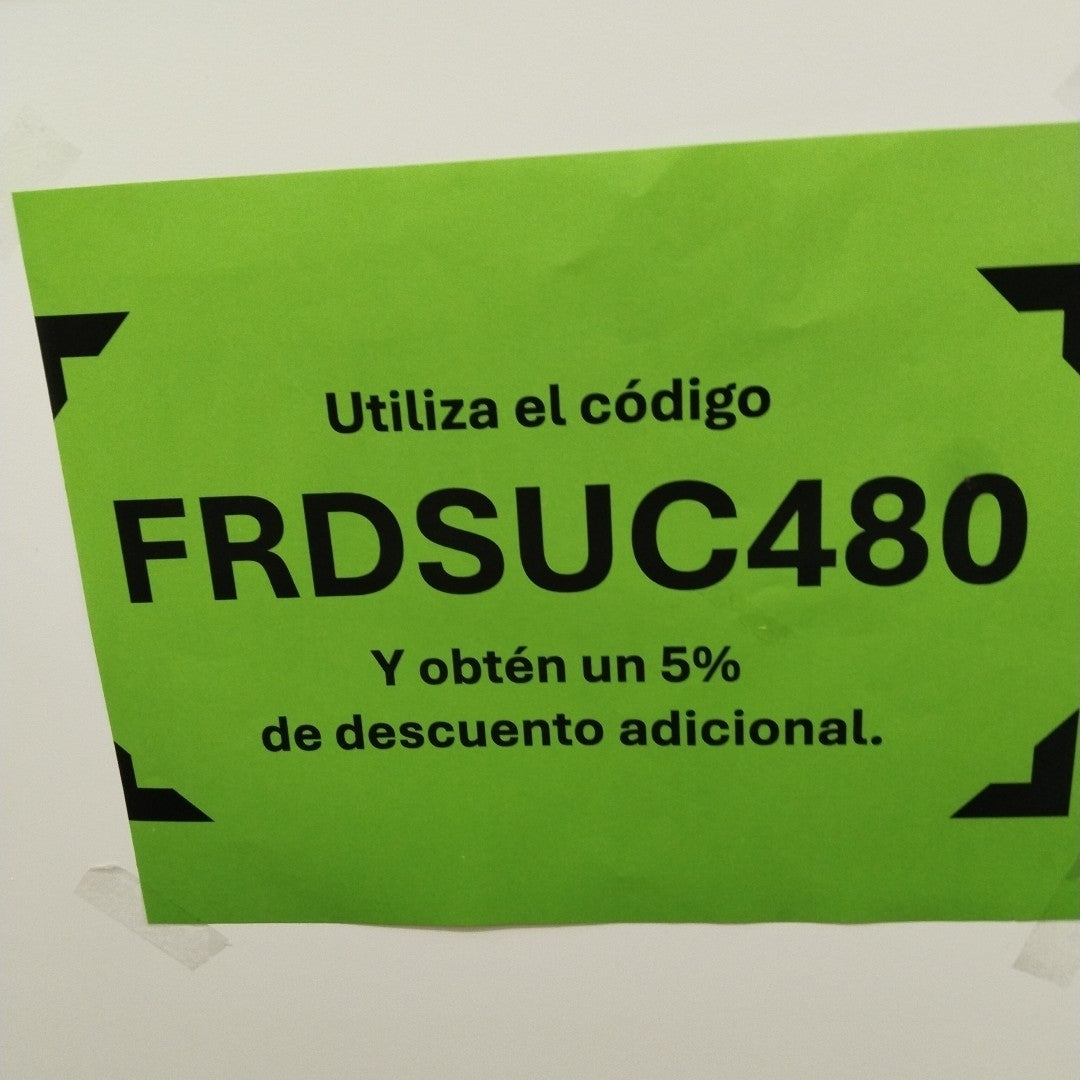 Utiliza el código
FRDSUC480
Y obtén un 5%
de descuento adicional.